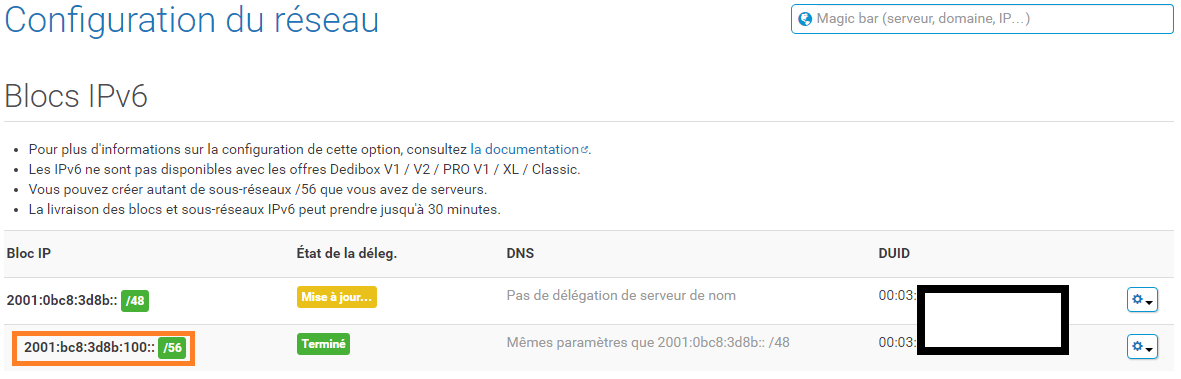 Configuration du réseau
Magic bar (serveur, domaine, IP...)
Blocs IPv6
Pour plus d'informations sur la configuration de cette option, consultez la documentation.
Les IPv6 ne sont pas disponibles avec les offres Dedibox V1 / V2 / PRO V1 / XL / Classic.
Vous pouvez créer autant de sous-réseaux /56 que vous avez de serveurs.
La livraison des blocs et sous-réseaux IPv6 peut prendre jusqu'à 30 minutes.
Bloc IP État de la déleg. DNS DUID
2001:0bc8:3d8b:: /48 Mise à jour... Pas de délégation de serveur de nom 00:03:
2001:bc8:3d8b:100:: /56 Terminé Mêmes paramètres que 2001:0bc8:3d8b:: /48 00:03: